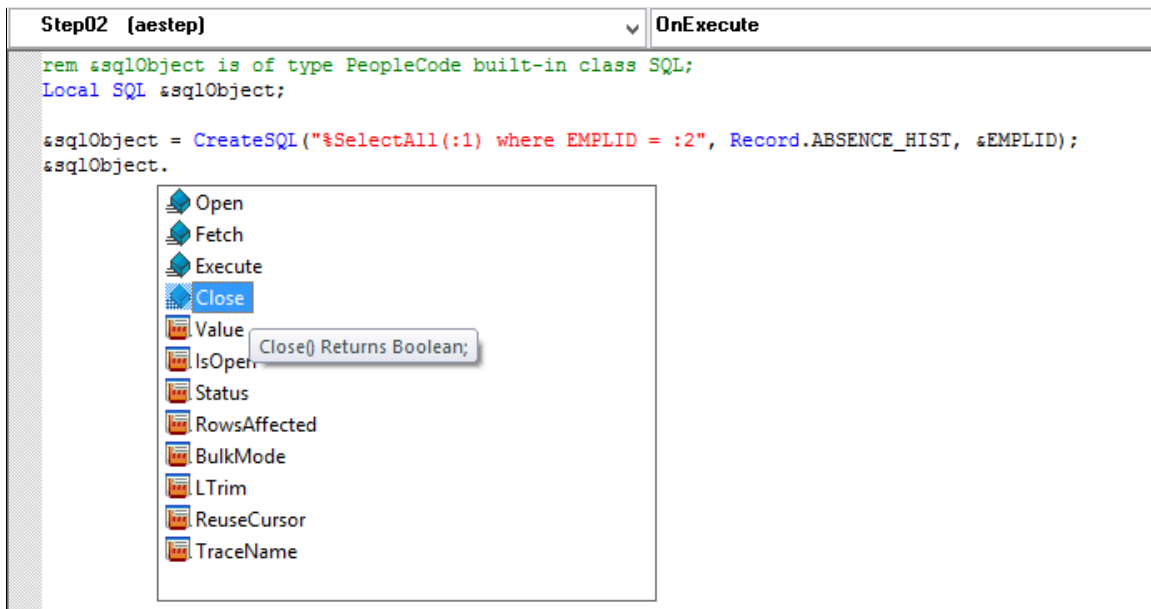 Step02 (aestep) OnExecute
rem &sqlObject is of type PeopleCode built-in class SQL;
Local SQL &sqlObject;
&sqlObject = CreateSQL("%SelectAll(:1) where EMPLID = :2", Record.ABSENCE_HIST, &EMPLID);
&sqlObject.
Open
Fetch
Execute
Close
Value
Close() Returns Boolean;
IsOpen
Status
RowsAffected
BulkMode
LTrim
ReuseCursor
TraceName